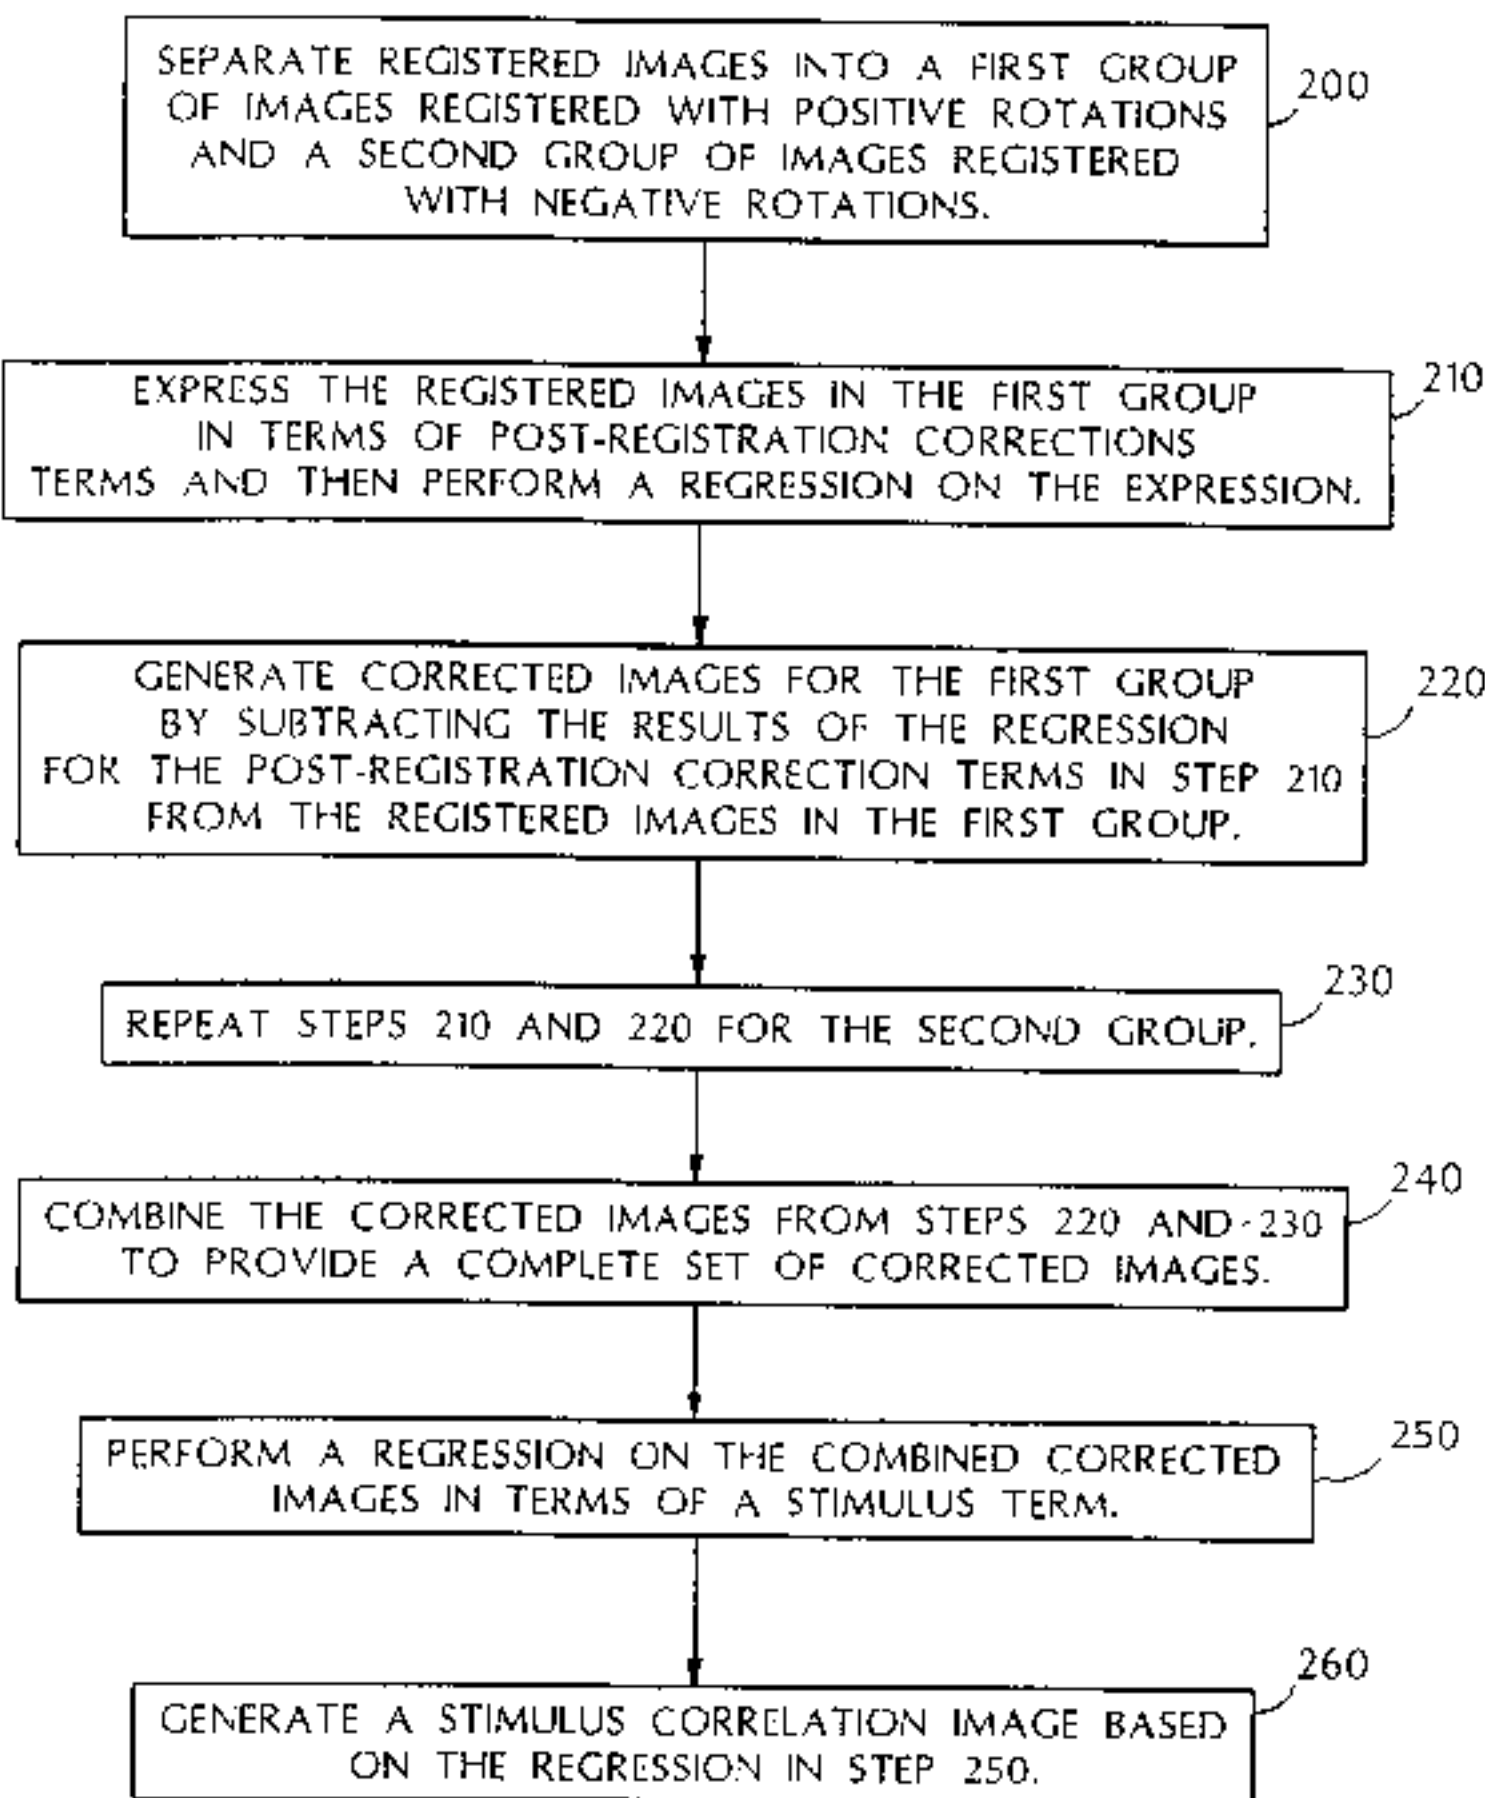 SEPARATE REGISTERED IMAGES INTO A FIRST GROUP
OF IMAGES REGISTERED WITH POSITIVE ROTATIONS
AND A SECOND GROUP OF IMAGES REGISTERED
WITH NEGATIVE ROTATIONS.
200
EXPRESS THE REGISTERED IMAGES IN THE FIRST GROUP
IN TERMS OF POST-REGISTRATION CORRECTIONS
TERMS AND THEN PERFORM A REGRESSION ON THE EXPRESSION.
210
GENERATE CORRECTED IMAGES FOR THE FIRST GROUP
BY SUBTRACTING THE RESULTS OF THE REGRESSION
FOR THE POST-REGISTRATION CORRECTION TERMS IN STEP 210
FROM THE REGISTERED IMAGES IN THE FIRST GROUP.
220
REPEAT STEPS 210 AND 220 FOR THE SECOND GROUP.
230
COMBINE THE CORRECTED IMAGES FROM STEPS 220 AND 230
TO PROVIDE A COMPLETE SET OF CORRECTED IMAGES.
240
PERFORM A REGRESSION ON THE COMBINED CORRECTED
IMAGES IN TERMS OF A STIMULUS TERM.
250
GENERATE A STIMULUS CORRELATION IMAGE BASED
ON THE REGRESSION IN STEP 250.
260